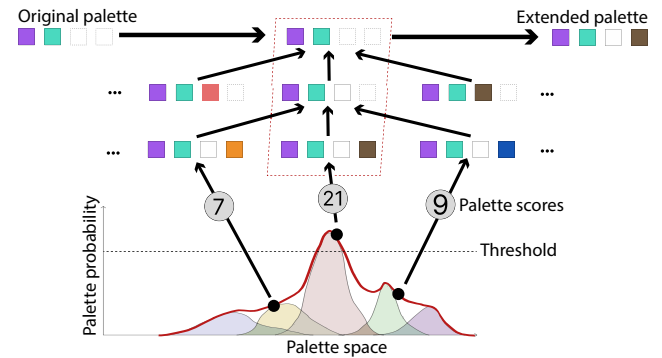 Original palette
Extended palette
...
...
...
...
7
21
9
Palette scores
Threshold
Palette probability
Palette space